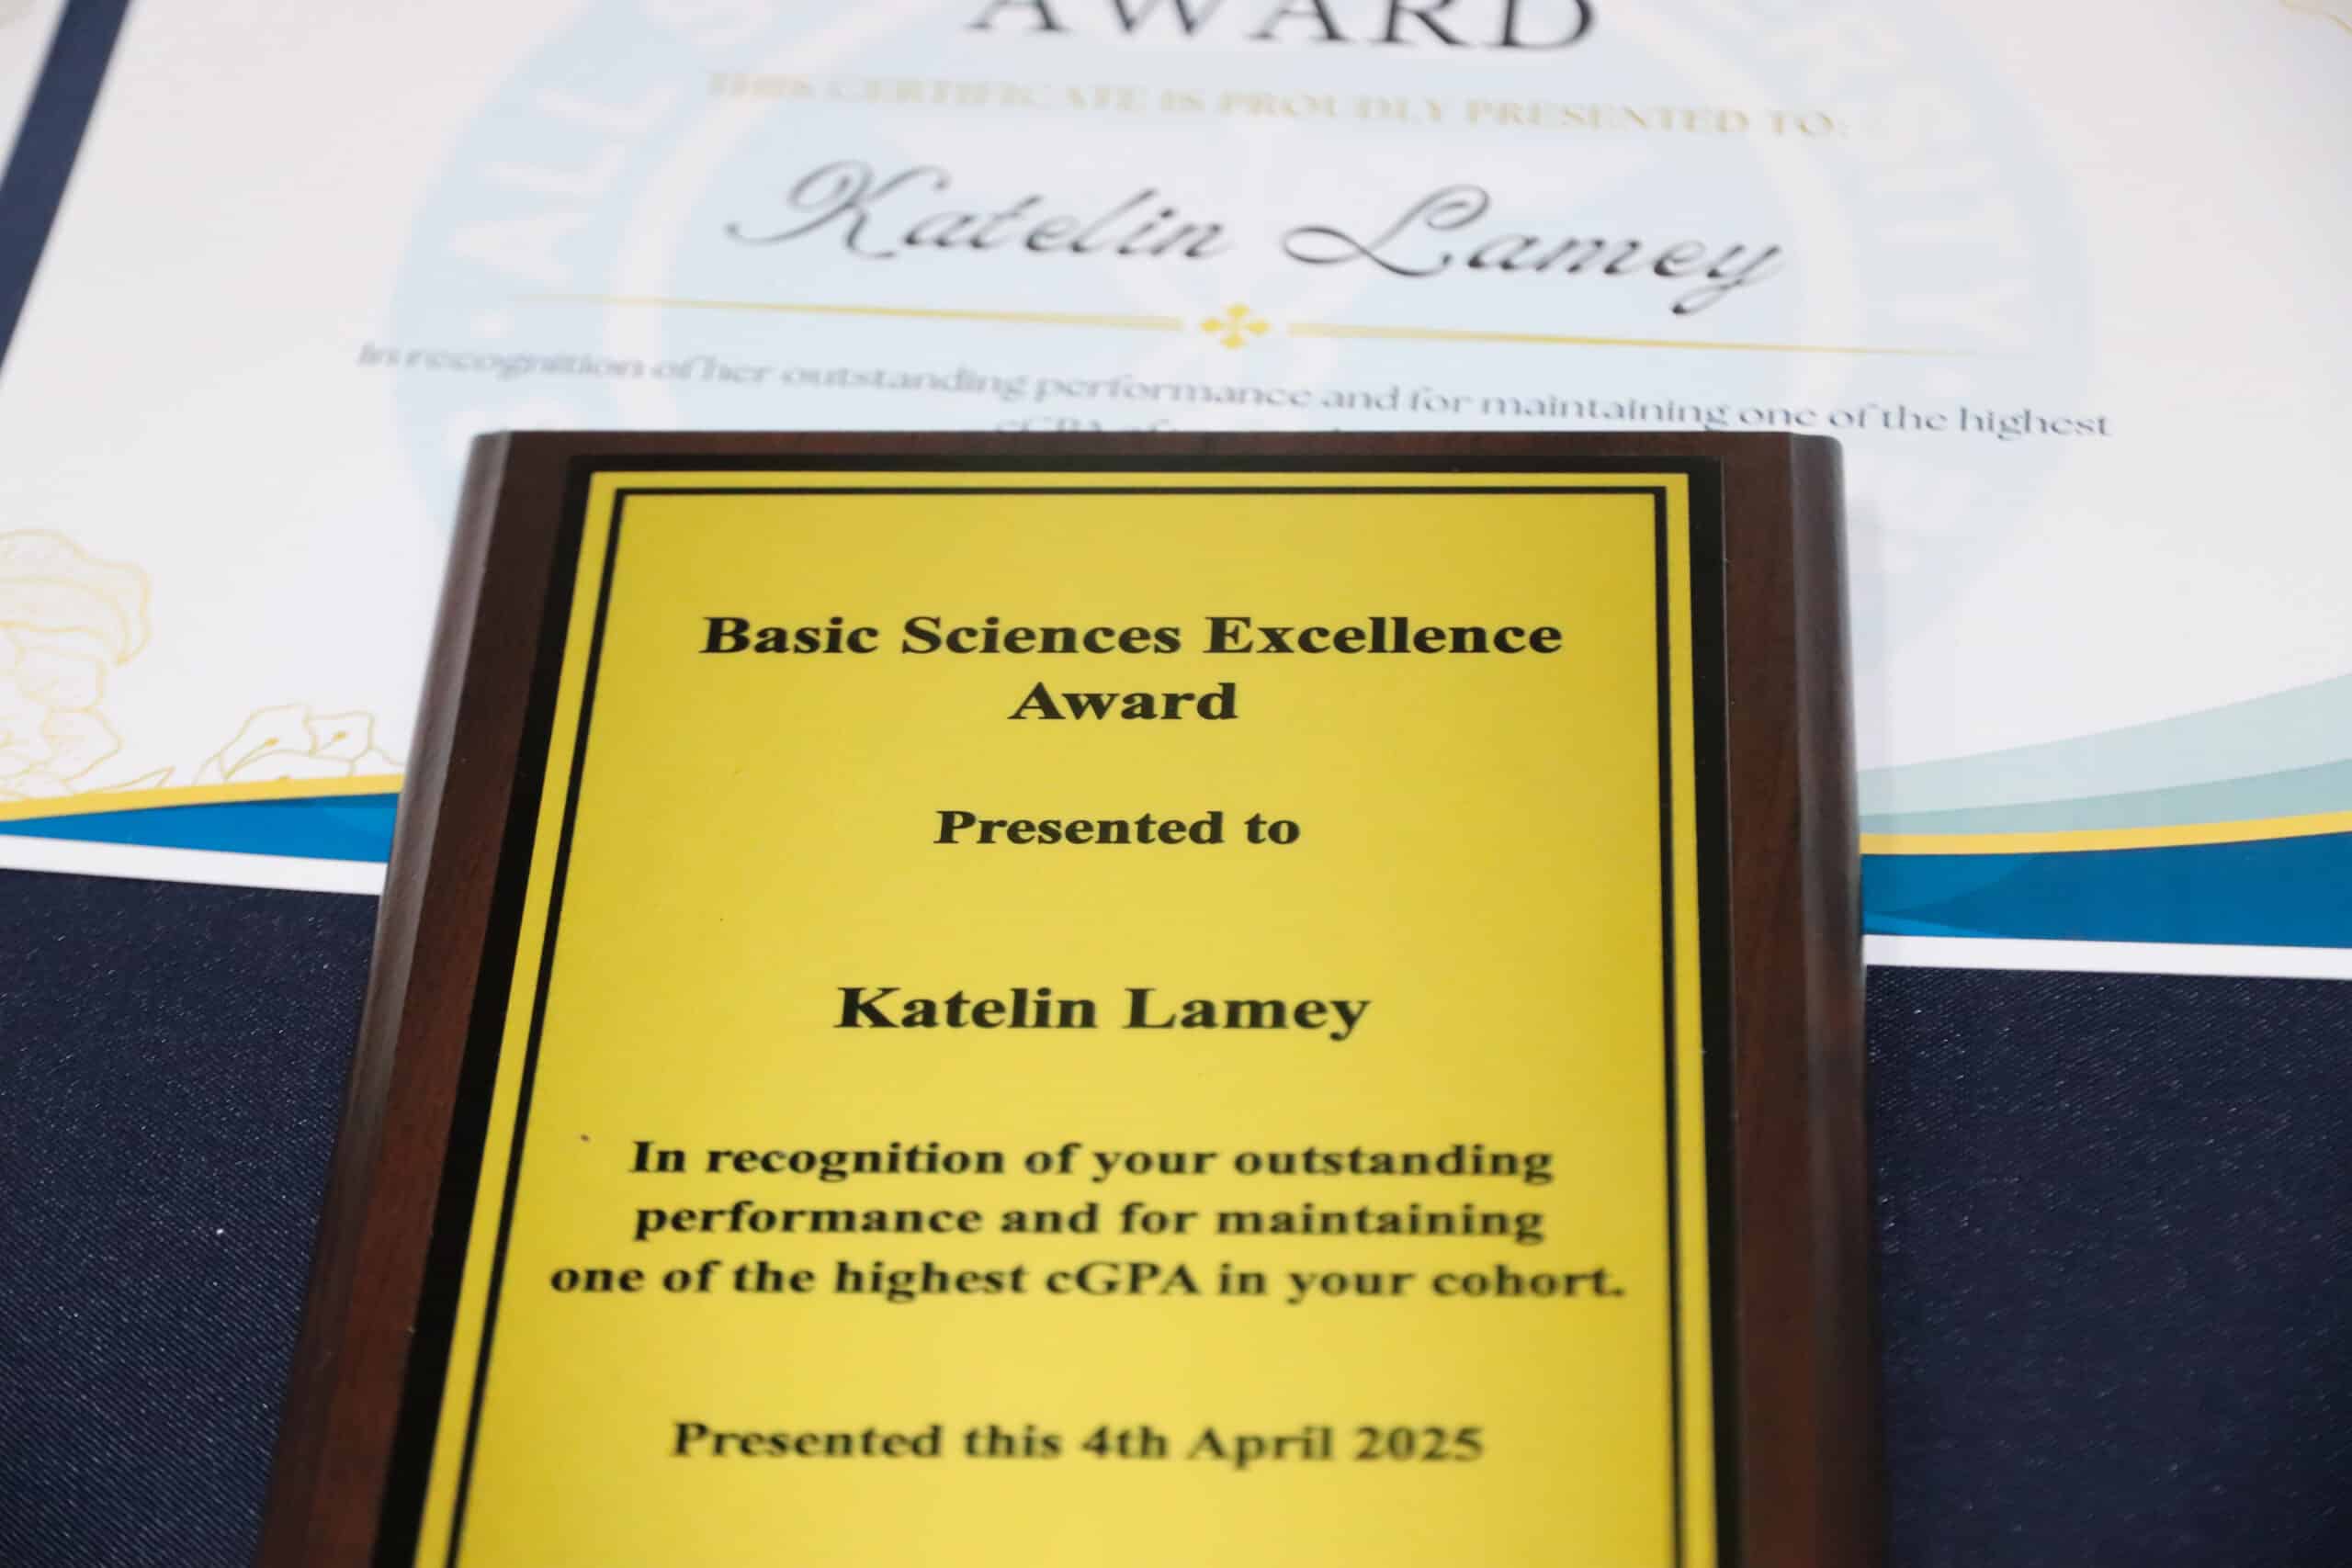 AWARD
THIS CERTIFICATE IS PROUDLY PRESENTED TO:
Katelin Lamey
In recognition of her outstanding performance and for maintaining one of the highest
cGPA of
Basic Sciences Excellence
Award
Presented to
Katelin Lamey
In recognition of your outstanding
performance and for maintaining
one of the highest cGPA in your cohort.
Presented this 4th April 2025